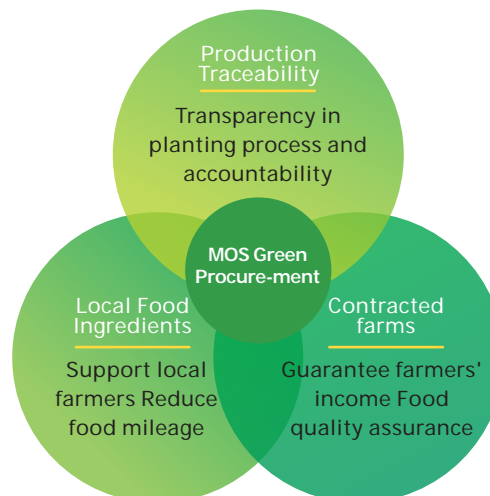 Production
Traceability
Transparency in
planting process and
accountability
MOS Green
Procure-ment
Local Food
Ingredients
Support local
farmers Reduce
food mileage
Contracted
farms
Guarantee farmers'
income Food
quality assurance